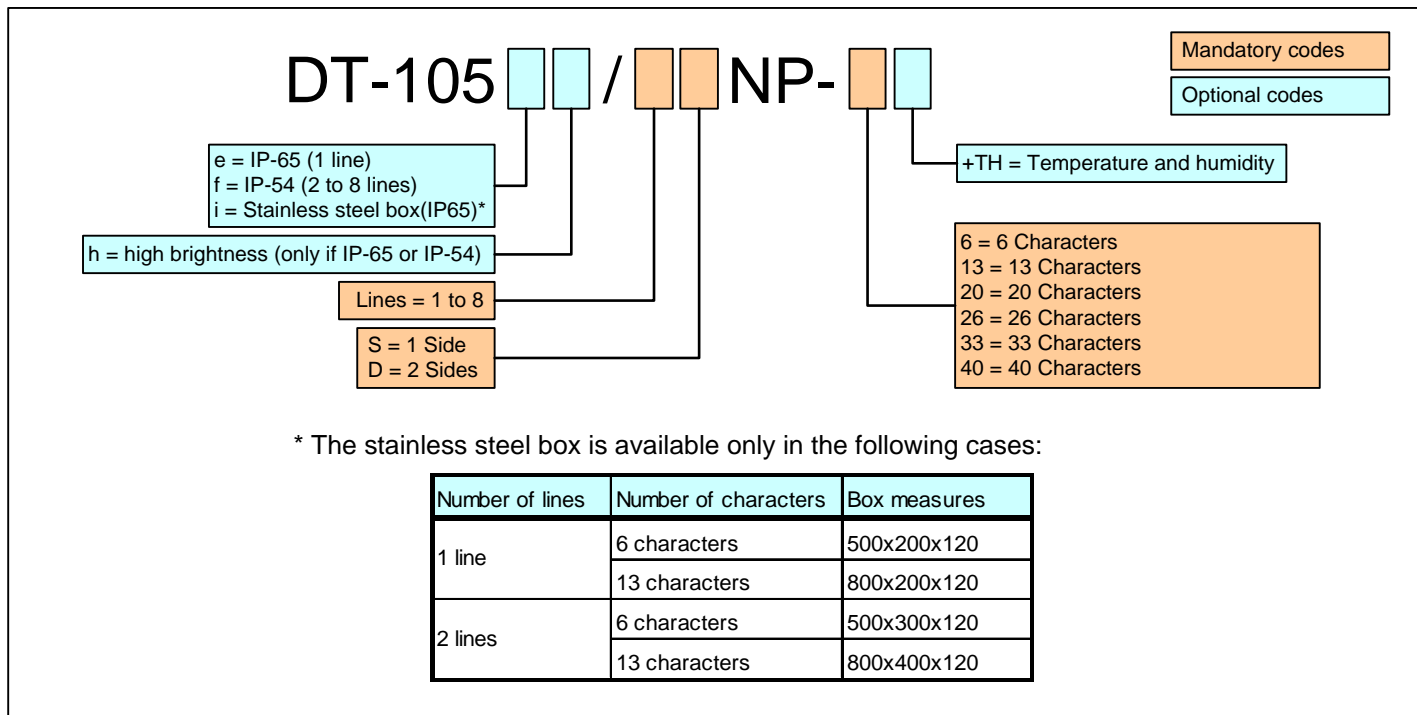 DT-105 / NP-
Mandatory codes
Optional codes
e = IP-65 (1 line)
f = IP-54 (2 to 8 lines)
i = Stainless steel box(IP65)*
+TH = Temperature and humidity
h = high brightness (only if IP-65 or IP-54)
Lines = 1 to 8
S = 1 Side
D = 2 Sides
6 = 6 Characters
13 = 13 Characters
20 = 20 Characters
26 = 26 Characters
33 = 33 Characters
40 = 40 Characters
* The stainless steel box is available only in the following cases:
Number of lines Number of characters Box measures
1 line 6 characters 500x200x120
13 characters 800x200x120
2 lines 6 characters 500x300x120
13 characters 800x400x120